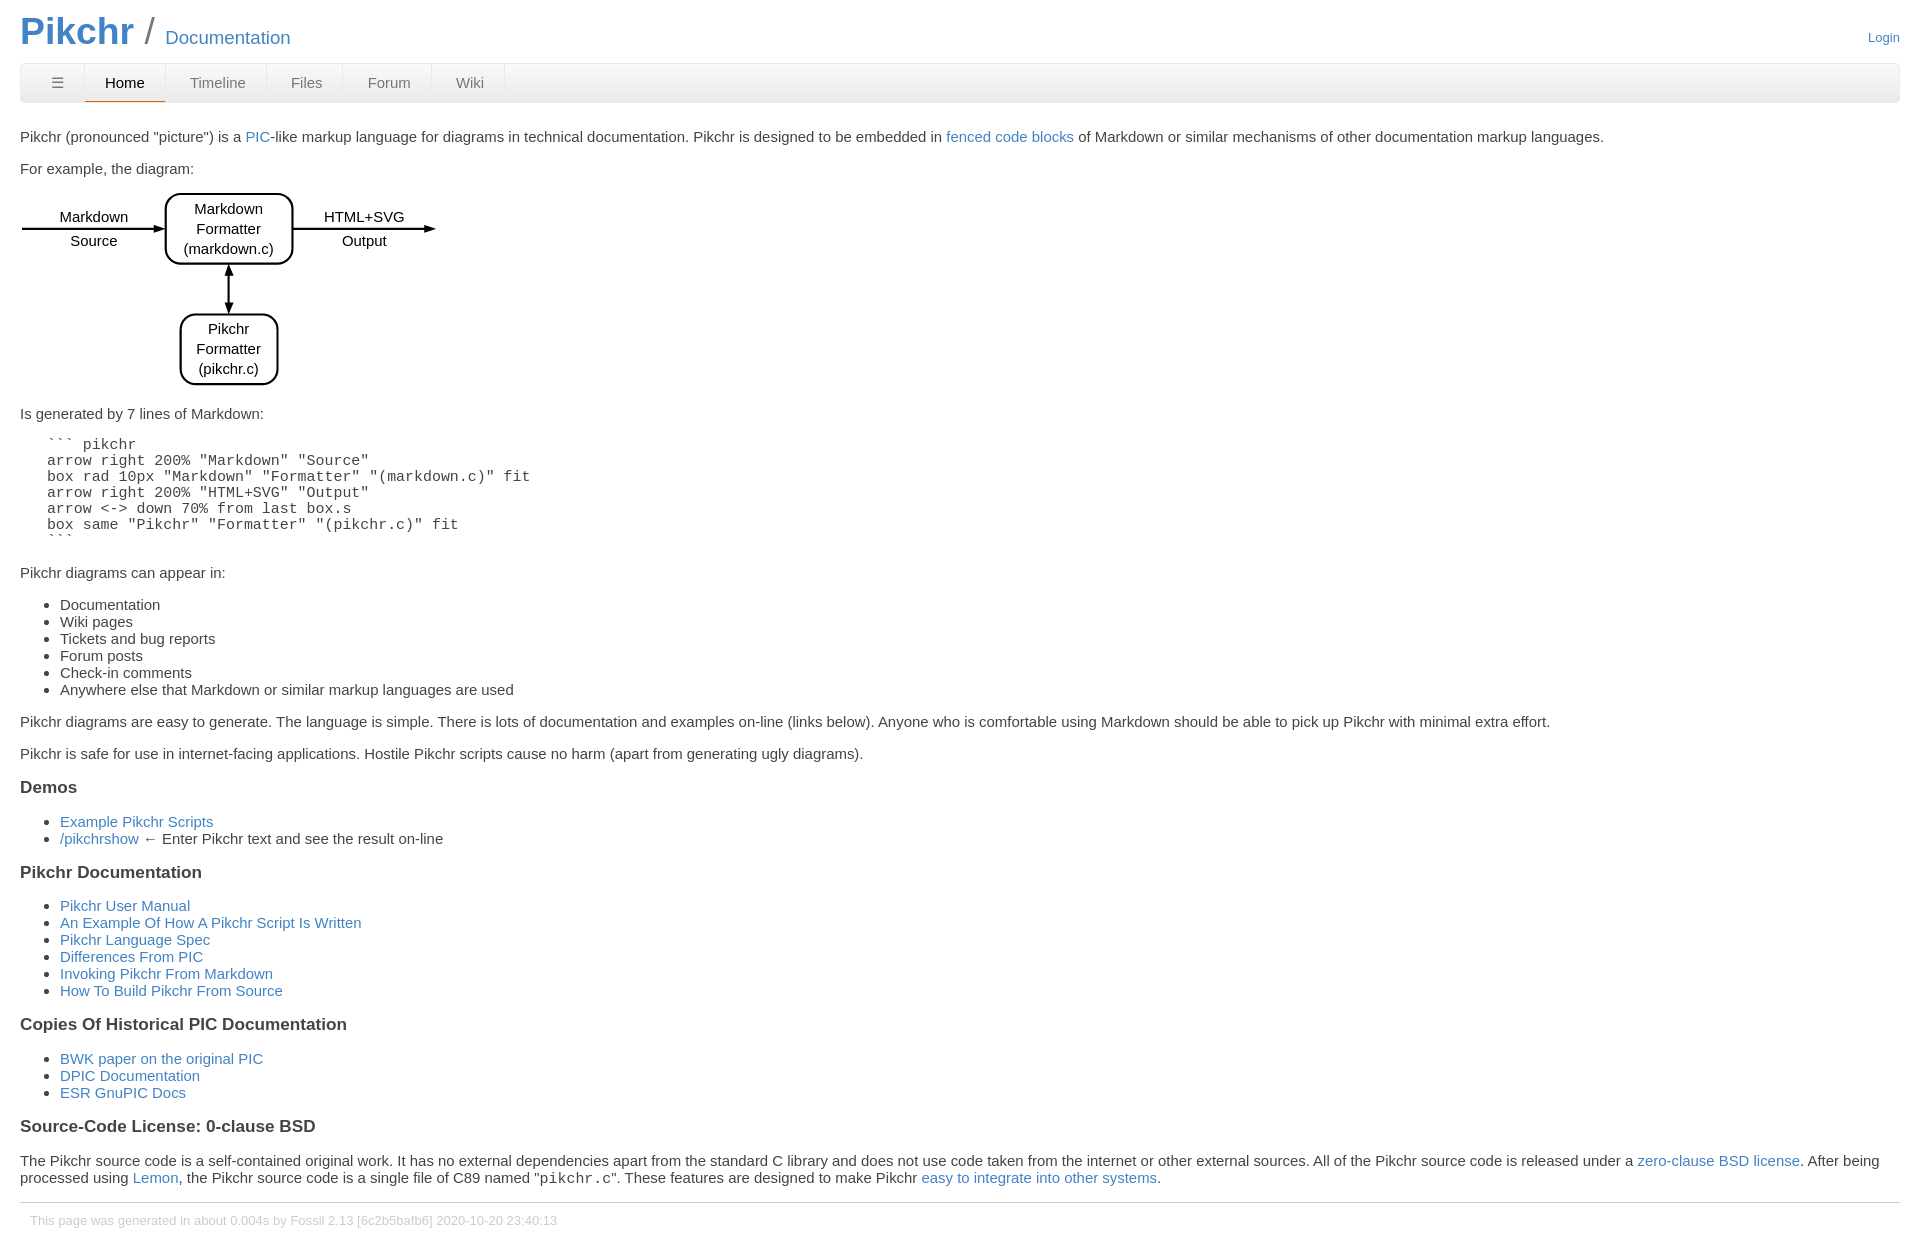 Pikchr / Documentation
Login
☰ Home Timeline Files Forum Wiki
Pikchr (pronounced "picture") is a PIC-like markup language for diagrams in technical documentation. Pikchr is designed to be embedded in fenced code blocks of Markdown or similar mechanisms of other documentation markup languages.
For example, the diagram:
Markdown
Source
Markdown
Formatter
(markdown.c)
HTML+SVG
Output
Pikchr
Formatter
(pikchr.c)
Is generated by 7 lines of Markdown:
``` pikchr
arrow right 200% "Markdown" "Source"
box rad 10px "Markdown" "Formatter" "(markdown.c)" fit
arrow right 200% "HTML+SVG" "Output"
arrow <-> down 70% from last box.s
box same "Pikchr" "Formatter" "(pikchr.c)" fit
```
Pikchr diagrams can appear in:
• Documentation
• Wiki pages
• Tickets and bug reports
• Forum posts
• Check-in comments
• Anywhere else that Markdown or similar markup languages are used
Pikchr diagrams are easy to generate. The language is simple. There is lots of documentation and examples on-line (links below). Anyone who is comfortable using Markdown should be able to pick up Pikchr with minimal extra effort.
Pikchr is safe for use in internet-facing applications. Hostile Pikchr scripts cause no harm (apart from generating ugly diagrams).
Demos
• Example Pikchr Scripts
• /pikchrshow ← Enter Pikchr text and see the result on-line
Pikchr Documentation
• Pikchr User Manual
• An Example Of How A Pikchr Script Is Written
• Pikchr Language Spec
• Differences From PIC
• Invoking Pikchr From Markdown
• How To Build Pikchr From Source
Copies Of Historical PIC Documentation
• BWK paper on the original PIC
• DPIC Documentation
• ESR GnuPIC Docs
Source-Code License: 0-clause BSD
The Pikchr source code is a self-contained original work. It has no external dependencies apart from the standard C library and does not use code taken from the internet or other external sources. All of the Pikchr source code is released under a zero-clause BSD license. After being
processed using Lemon, the Pikchr source code is a single file of C89 named "pikchr.c". These features are designed to make Pikchr easy to integrate into other systems.
This page was generated in about 0.004s by Fossil 2.13 [6c2b5bafb6] 2020-10-20 23:40:13